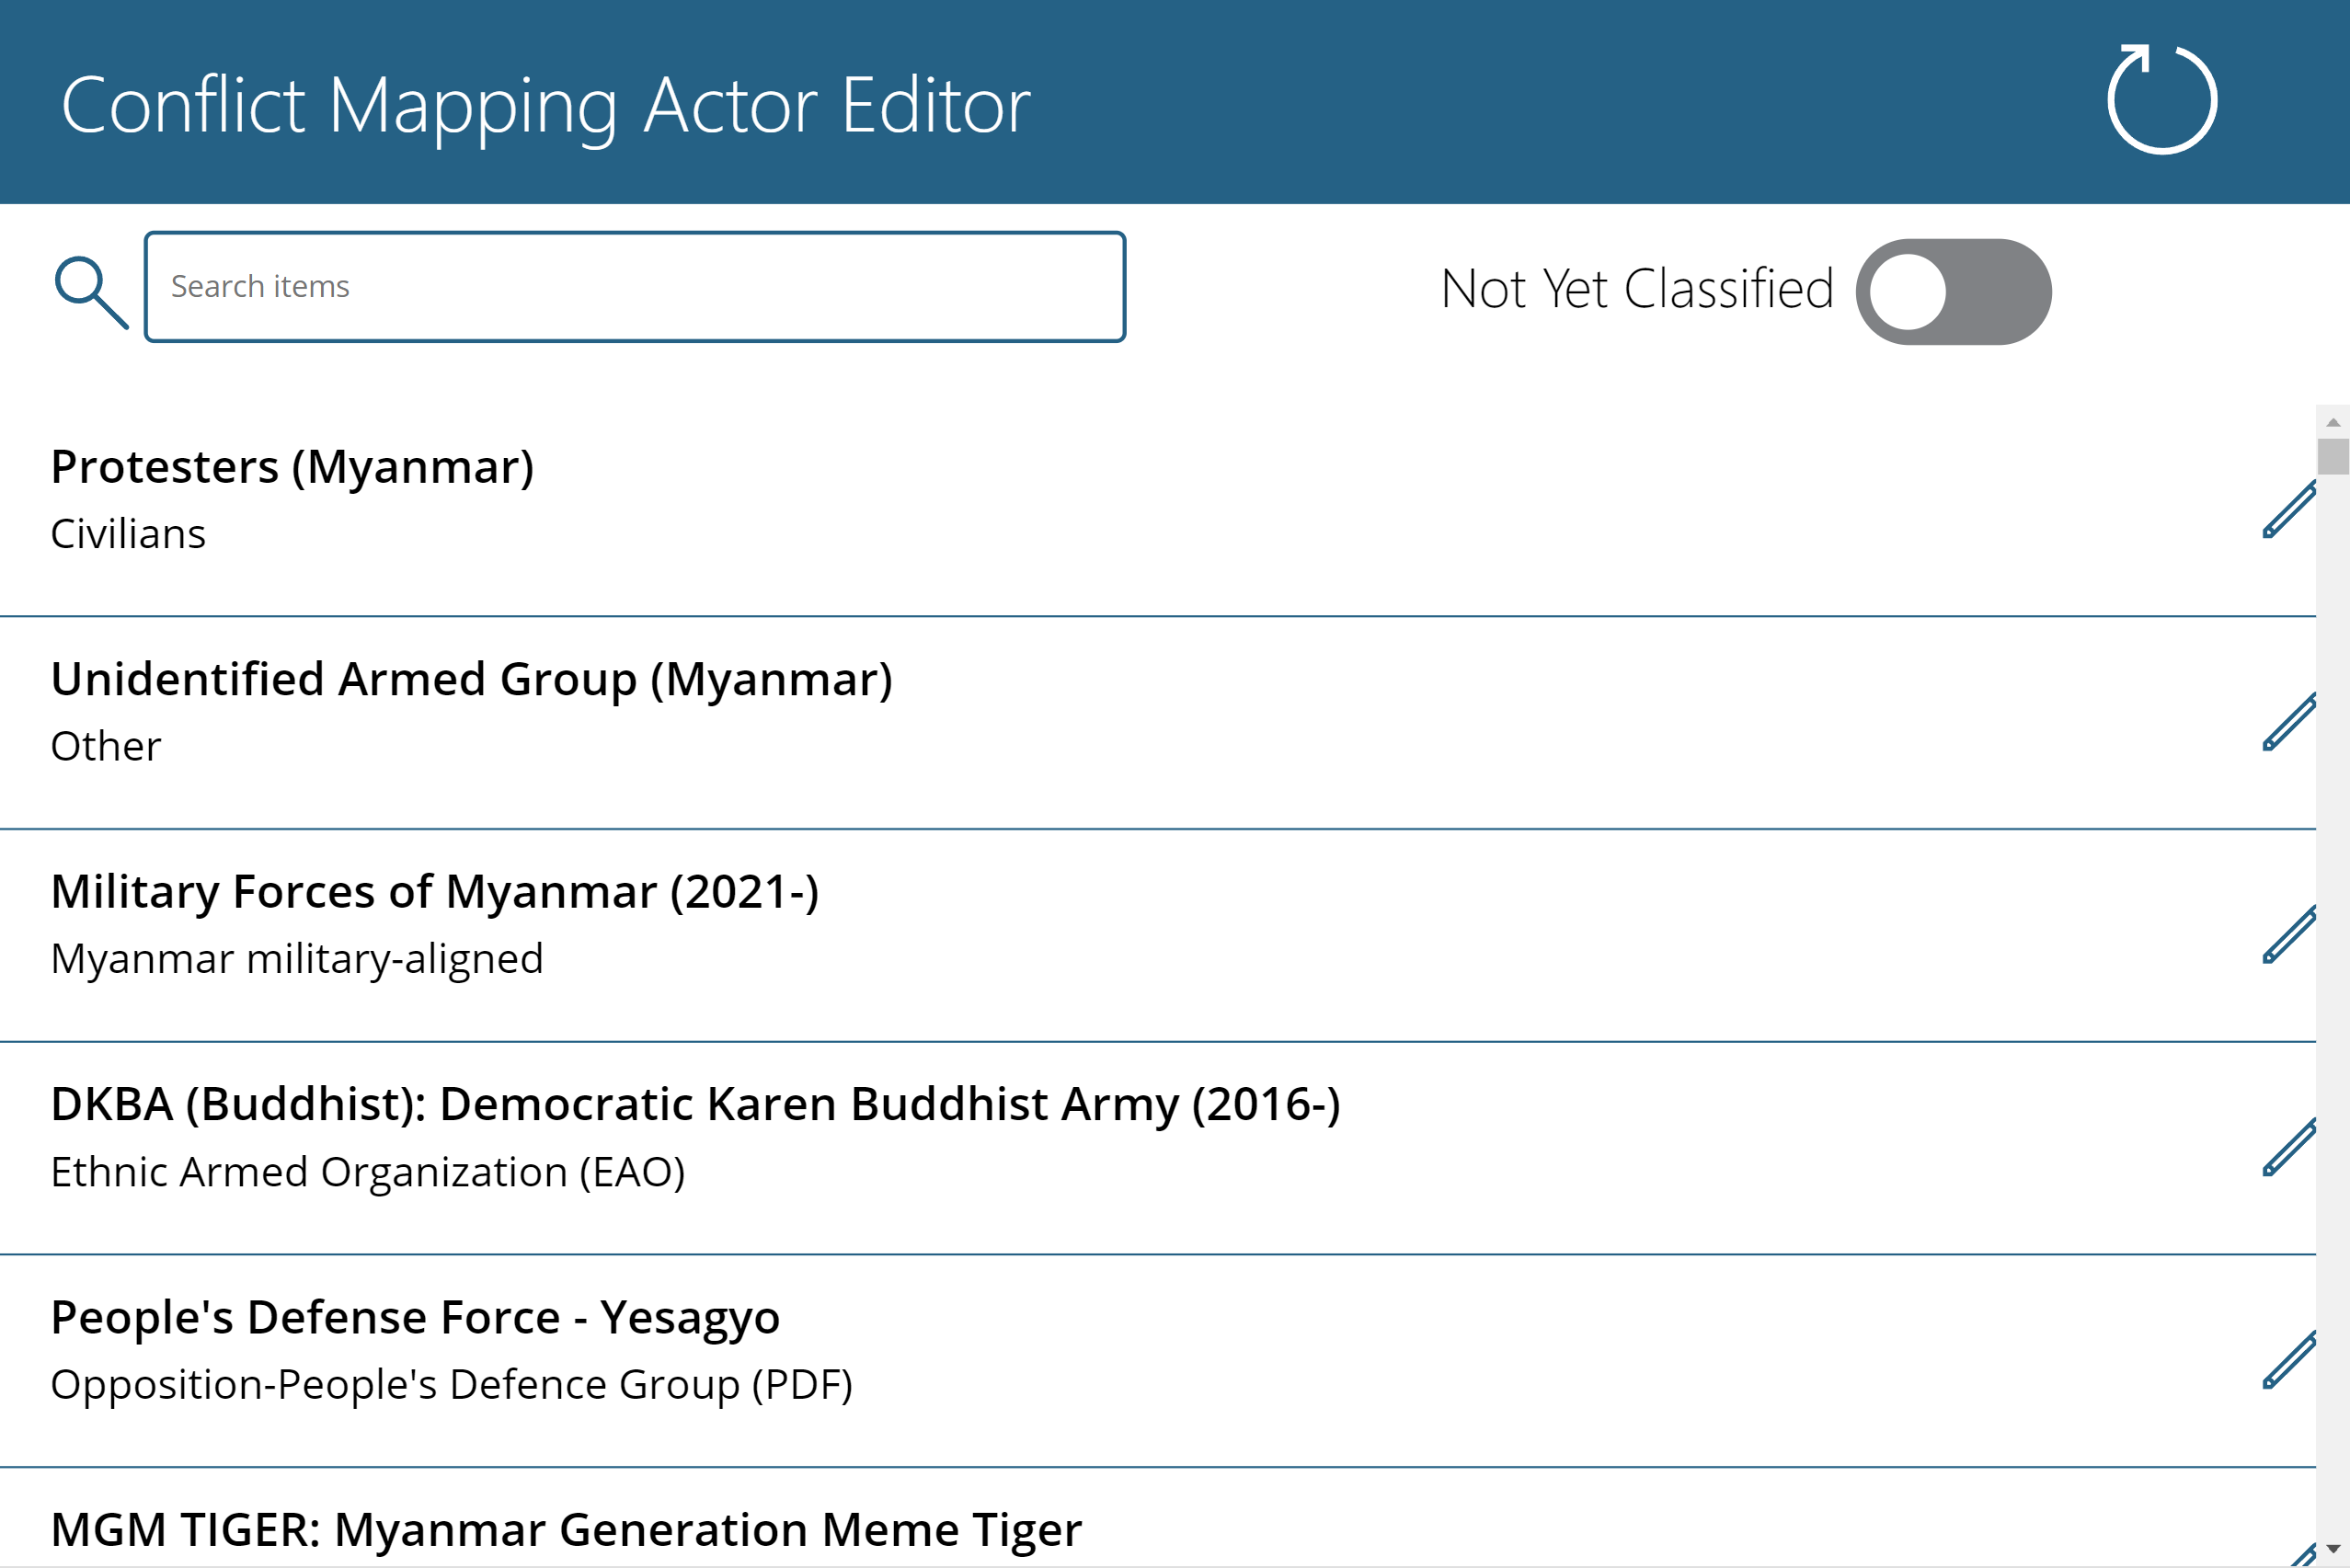 Conflict Mapping Actor Editor
Search items
Not Yet Classified
Protesters (Myanmar)
Civilians
Unidentified Armed Group (Myanmar)
Other
Military Forces of Myanmar (2021-)
Myanmar military-aligned
DKBA (Buddhist): Democratic Karen Buddhist Army (2016-)
Ethnic Armed Organization (EAO)
People's Defense Force - Yesagyo
Opposition-People's Defence Group (PDF)
MGM TIGER: Myanmar Generation Meme Tiger